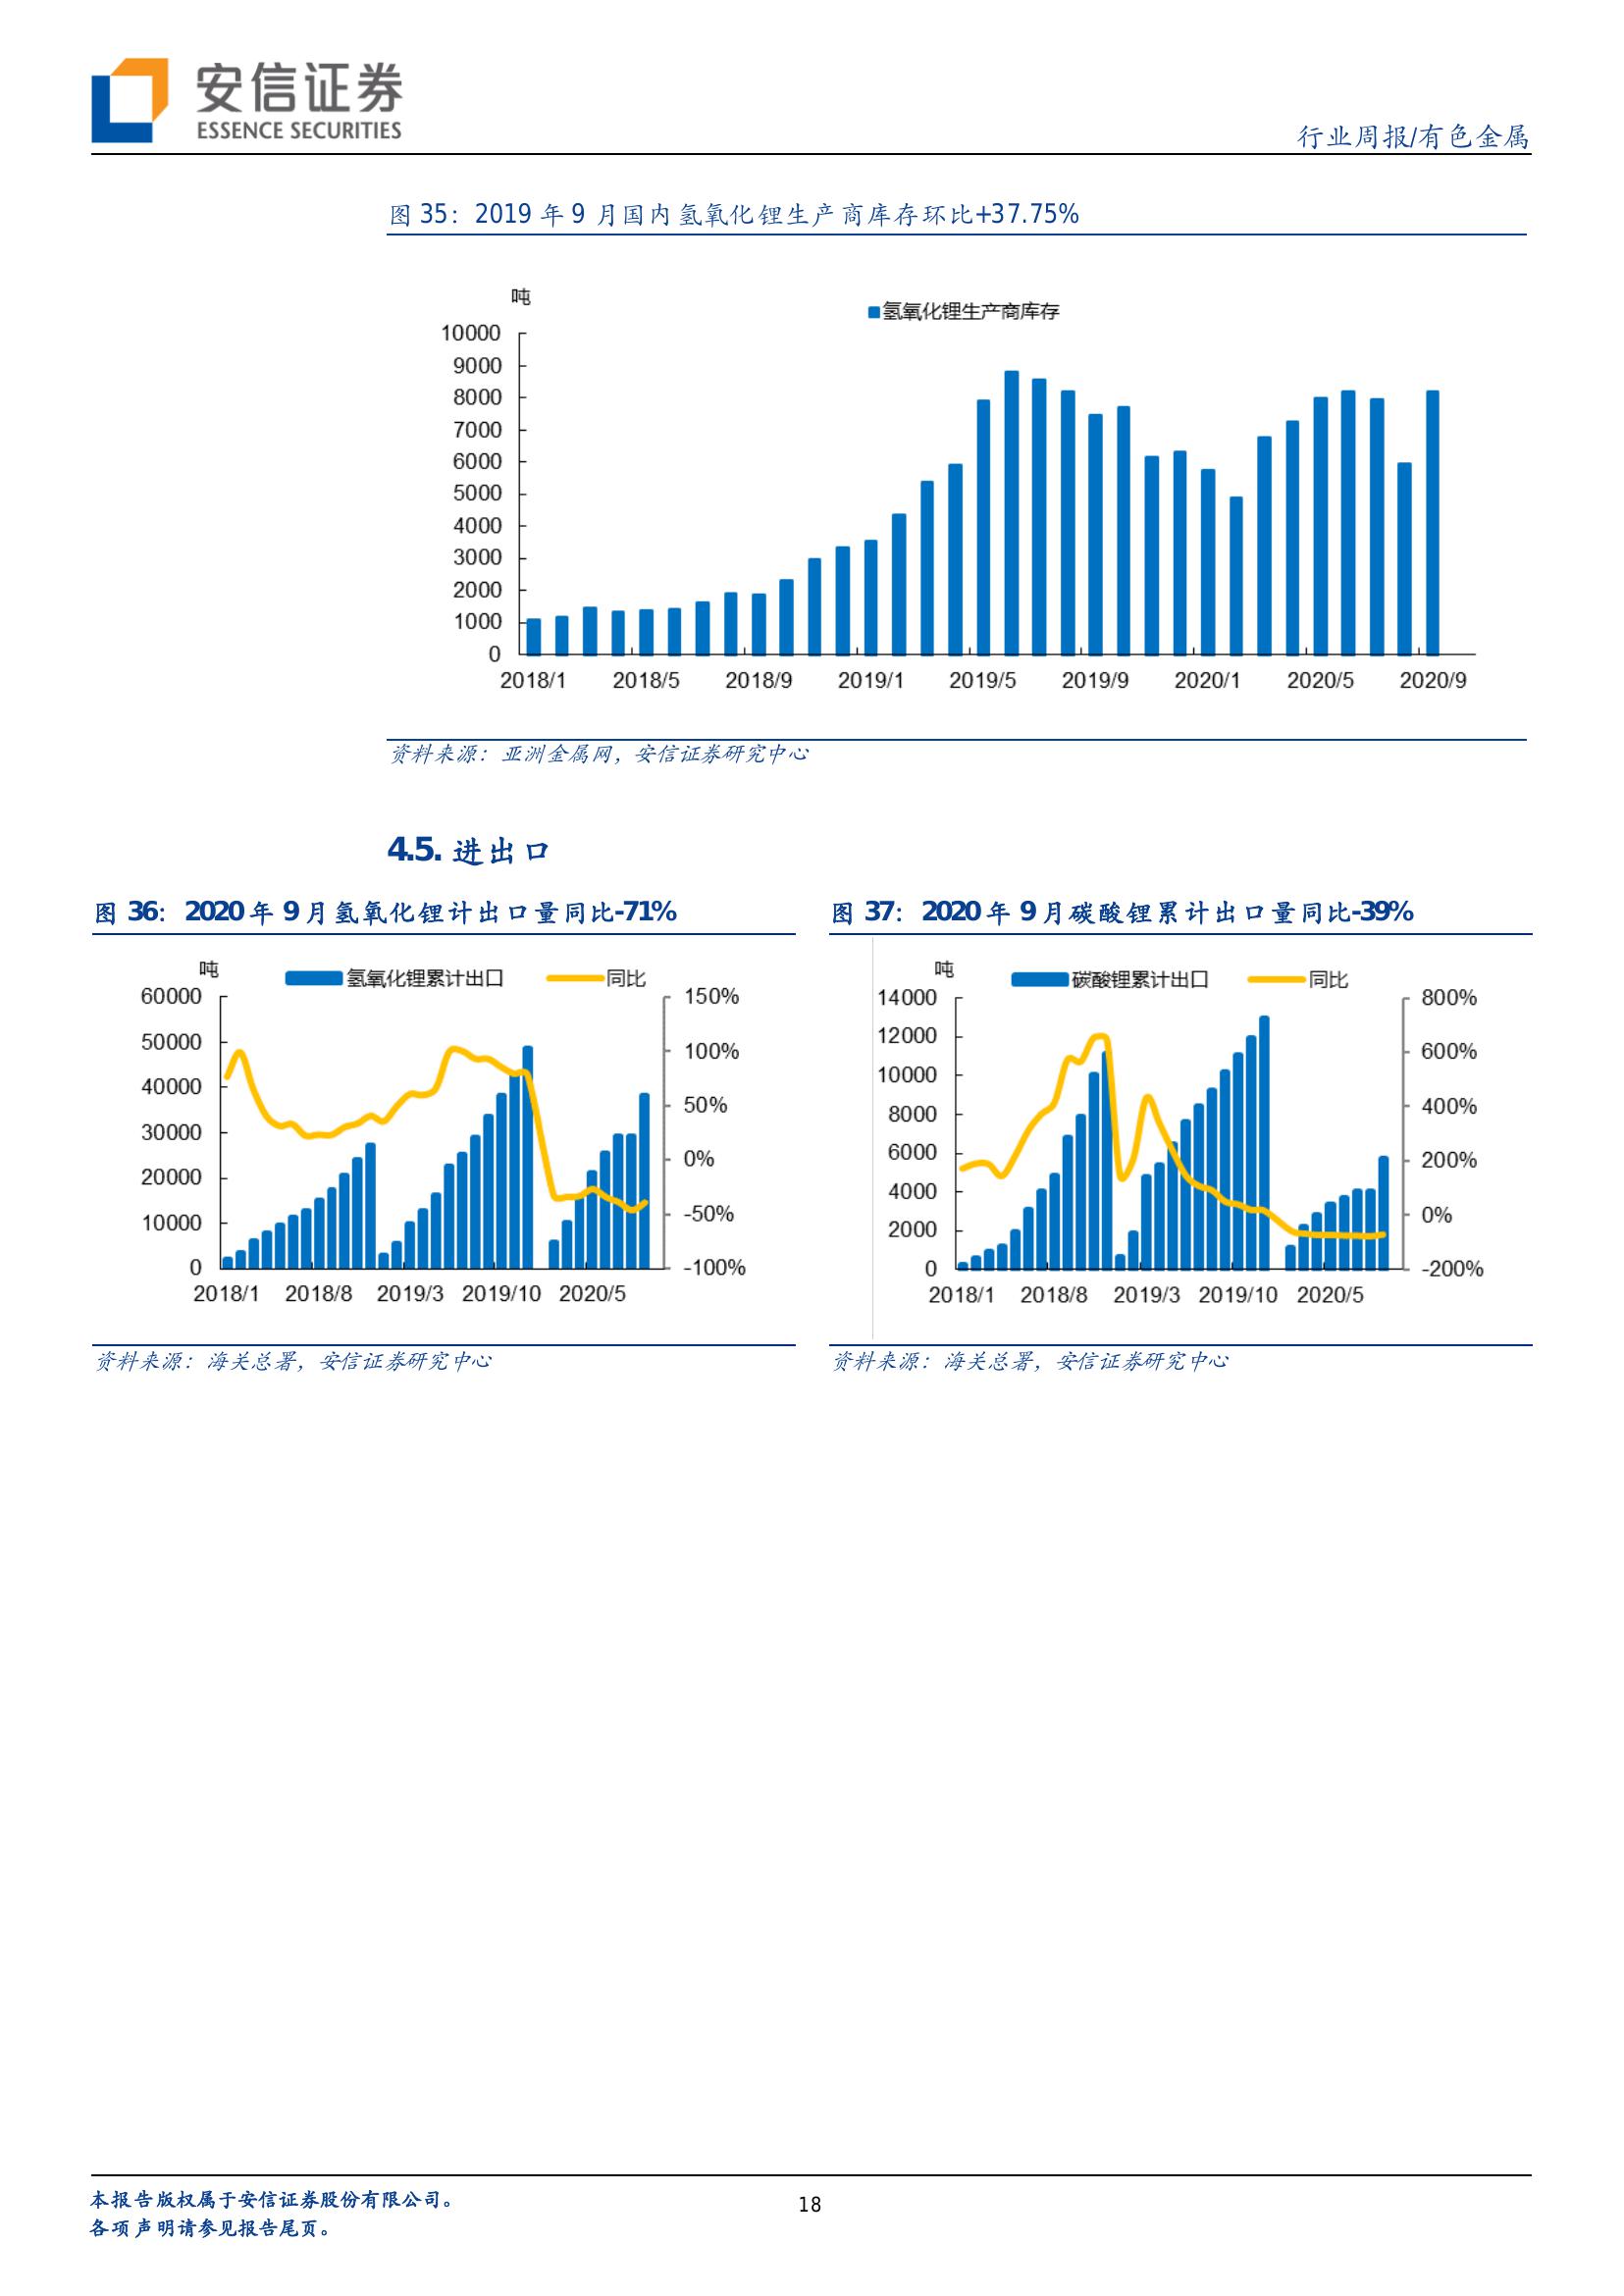 安信证券
ESSENCE SECURITIES
行业周报/有色金属
图 35：2019 年 9 月国内氢氧化锂生产商库存环比+37.75%
吨
氢氧化锂生产商库存
10000
9000
8000
7000
6000
5000
4000
3000
2000
1000
0
2018/1 2018/5 2018/9 2019/1 2019/5 2019/9 2020/1 2020/5 2020/9
资料来源：亚洲金属网，安信证券研究中心
4.5. 进出口
图 36：2020 年 9 月氢氧化锂计出口量同比-71%
吨
氢氧化锂累计出口 同比
60000
50000
40000
30000
20000
10000
0
150%
100%
50%
0%
-50%
-100%
2018/1 2018/8 2019/3 2019/10 2020/5
资料来源：海关总署，安信证券研究中心
图 37：2020 年 9 月碳酸锂累计出口量同比-39%
吨
碳酸锂累计出口 同比
14000
12000
10000
8000
6000
4000
2000
0
800%
600%
400%
200%
0%
-200%
2018/1 2018/8 2019/3 2019/10 2020/5
资料来源：海关总署，安信证券研究中心
本报告版权属于安信证券股份有限公司。
各项声明请参见报告尾页。
18